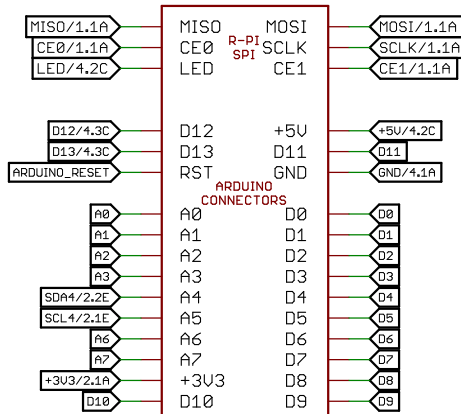 MISO/1.1A MISO MOSI MOSI/1.1A
CE0/1.1A CE0 R-PI SCLK SCLK/1.1A
SPI
LED/4.2C LED CE1 CE1/1.1A
D12/4.3C D12 +5V +5V/4.2C
D13/4.3C D13 D11 D11
ARDUINO_RESET RST GND GND/4.1A
ARDUINO
CONNECTORS
A0 A0 D0 D0
A1 A1 D1 D1
A2 A2 D2 D2
A3 A3 D3 D3
SDA4/2.2E A4 D4 D4
SCL4/2.1E A5 D5 D5
A6 A6 D6 D6
A7 A7 D7 D7
+3V3/2.1A +3V3 D8 D8
D10 D10 D9 D9